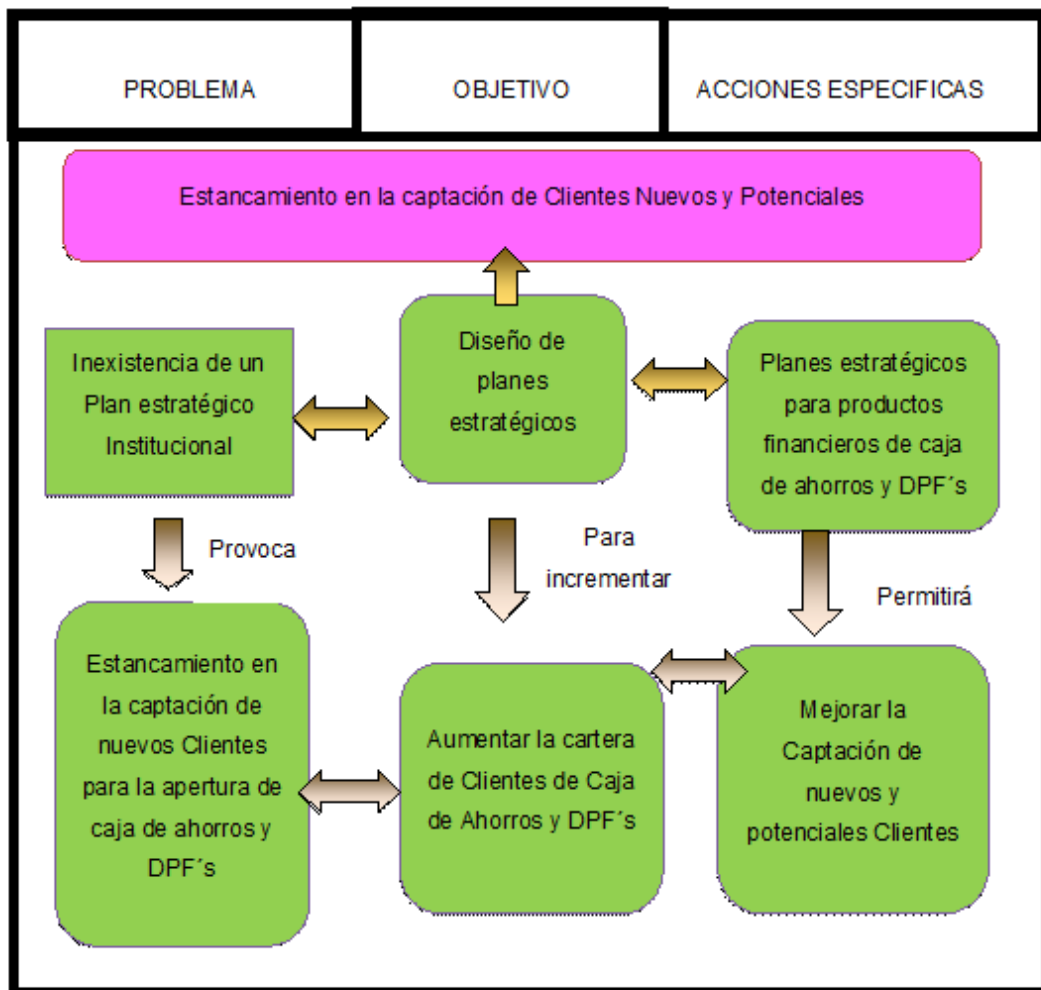 PROBLEMA
OBJETIVO
ACCIONES ESPECIFICAS
Estancamiento en la captación de Clientes Nuevos y Potenciales
Inexistencia de un
Plan estratégico
Institucional
Diseño de
planes
estratégicos
Planes estratégicos
para productos
financieros de caja
de ahorros y DPF´s
Provoca
Para
incrementar
Permitirá
Estancamiento en
la captación de
nuevos Clientes
para la apertura de
caja de ahorros y
DPF´s
Aumentar la cartera
de Clientes de Caja
de Ahorros y DPF´s
Mejorar la
Captación de
nuevos y
potenciales Clientes